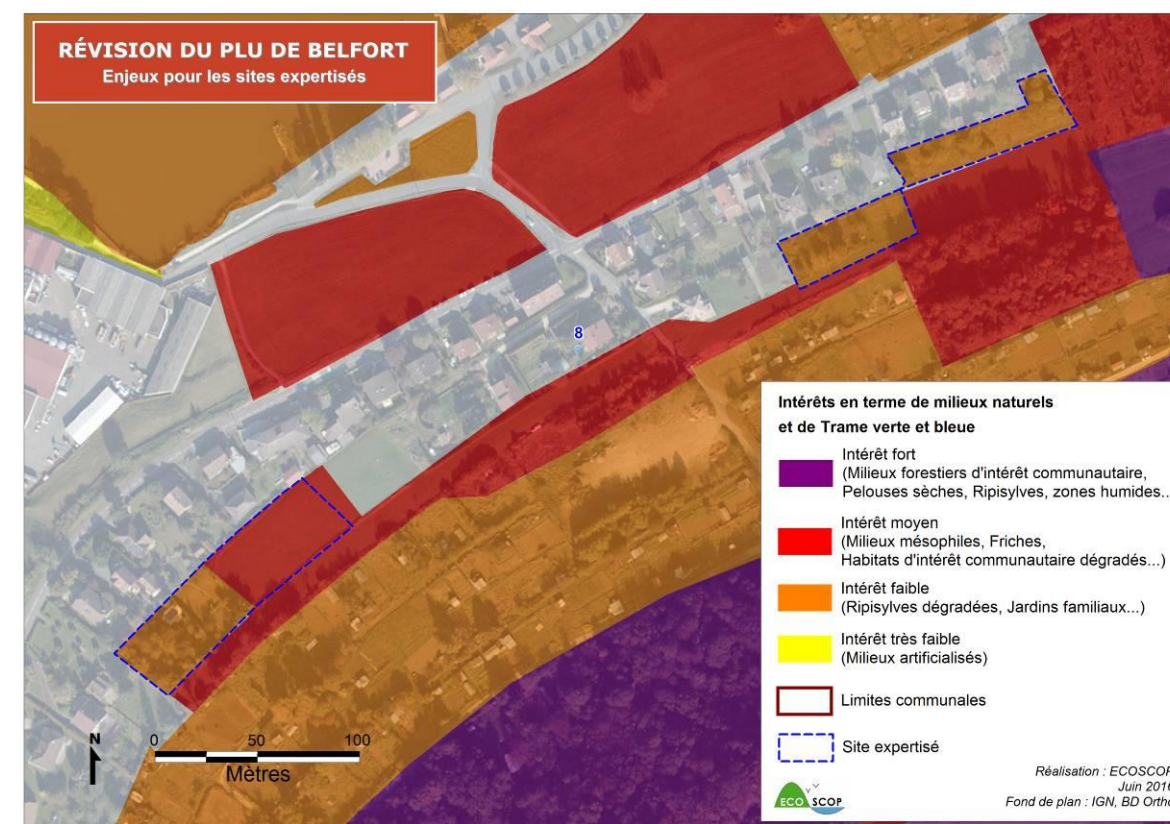 RÉVISION DU PLU DE BELFORT
Enjeux pour les sites expertisés
8
Intérêts en terme de milieux naturels
et de Trame verte et bleue
Intérêt fort
(Milieux forestiers d'intérêt communautaire,
Pelouses sèches, Ripisylves, zones humides..
Intérêt moyen
(Milieux mésophiles, Friches,
Habitats d'intérêt communautaire dégradés...)
Intérêt faible
(Ripisylves dégradées, Jardins familiaux...)
Intérêt très faible
(Milieux artificialisés)
Limites communales
Site expertisé
N
0 50 100
Mètres
ECO SCOP
Réalisation : ECOSCOP
Juin 2016
Fond de plan : IGN, BD Ortho